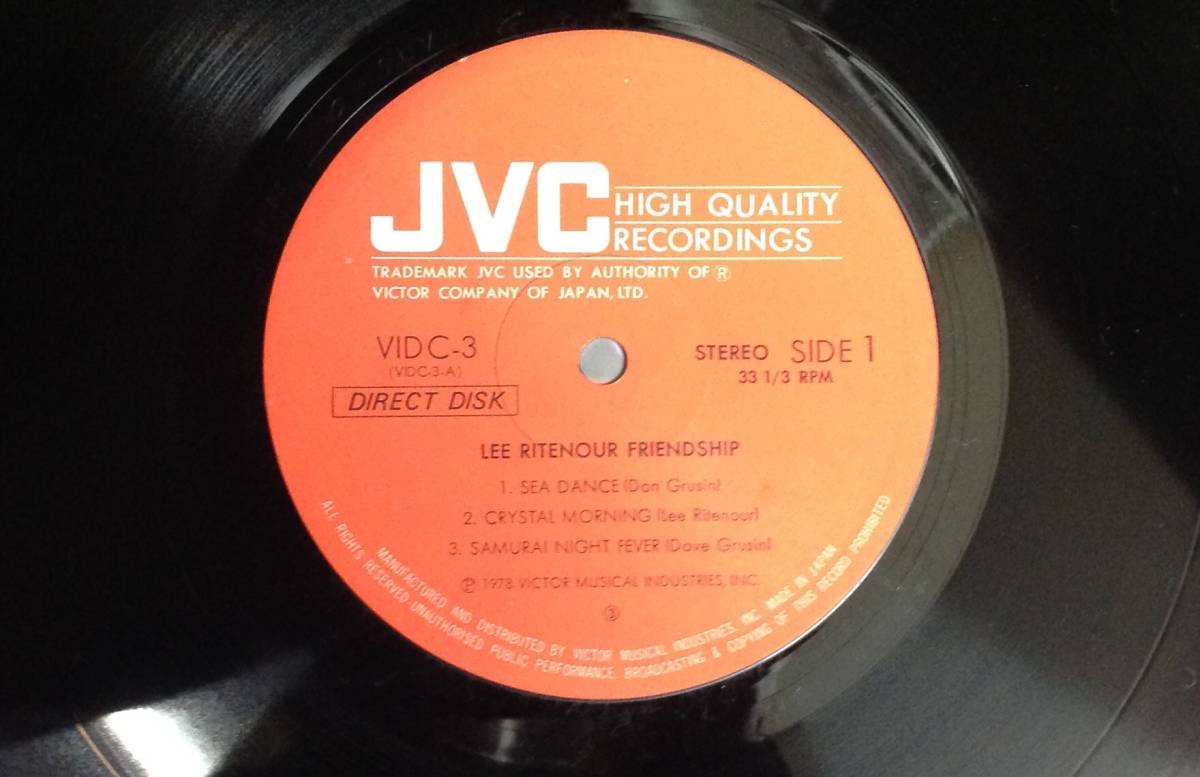 JVC HIGH QUALITY
RECORDINGS
TRADEMARK JVC USED BY AUTHORITY OF Ⓡ
VICTOR COMPANY OF JAPAN, LTD.
VIDC-3
(VIDC-3-A)
DIRECT DISK
STEREO SIDE 1
33 1/3 RPM
LEE RITENOUR FRIENDSHIP
1. SEA DANCE (Don Grusin)
2. CRYSTAL MORNING (Lee Ritenour)
3. SAMURAI NIGHT FEVER (Dave Grusin)
Ⓟ 1978 VICTOR MUSICAL INDUSTRIES, INC.
③
MANUFACTURED AND DISTRIBUTED BY VICTOR MUSICAL INDUSTRIES, INC. MADE IN JAPAN
ALL RIGHTS RESERVED UNAUTHORISED PUBLIC PERFORMANCE. BROADCASTING & COPYING OF THIS RECORD PROHIBITED